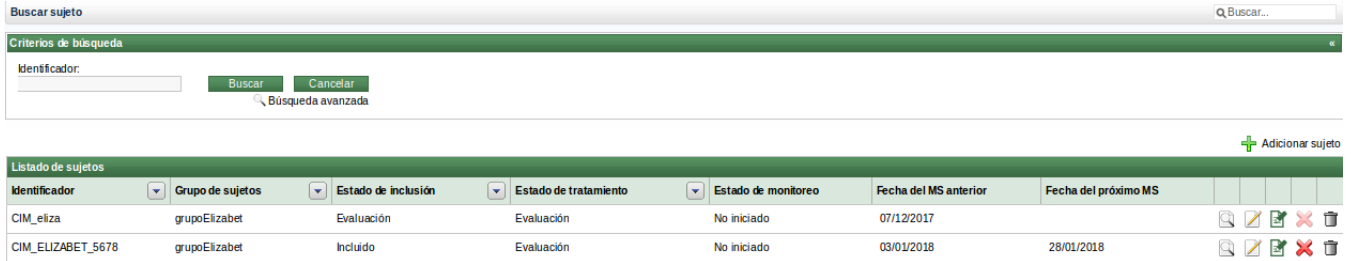 Buscar sujeto Buscar...
Criterios de búsqueda «
Identificador:
Buscar Cancelar
Búsqueda avanzada
Adicionar sujeto
Listado de sujetos
Identificador Grupo de sujetos Estado de inclusión Estado de tratamiento Estado de monitoreo Fecha del MS anterior Fecha del próximo MS
CIM_eliza grupoElizabet Evaluación Evaluación No iniciado 07/12/2017
CIM_ELIZABET_5678 grupoElizabet Incluido Evaluación No iniciado 03/01/2018 28/01/2018